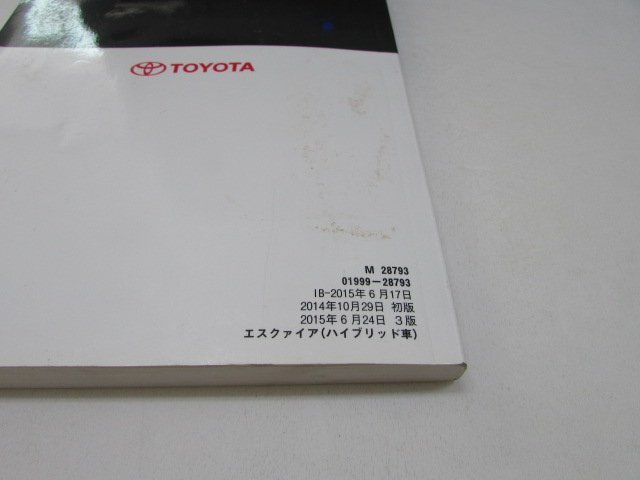 TOYOTA
M 28793
01999-28793
IB-2015年6月17日
2014年10月29日 初版
2015年6月24日 3版
エスクァイア(ハイブリッド車)